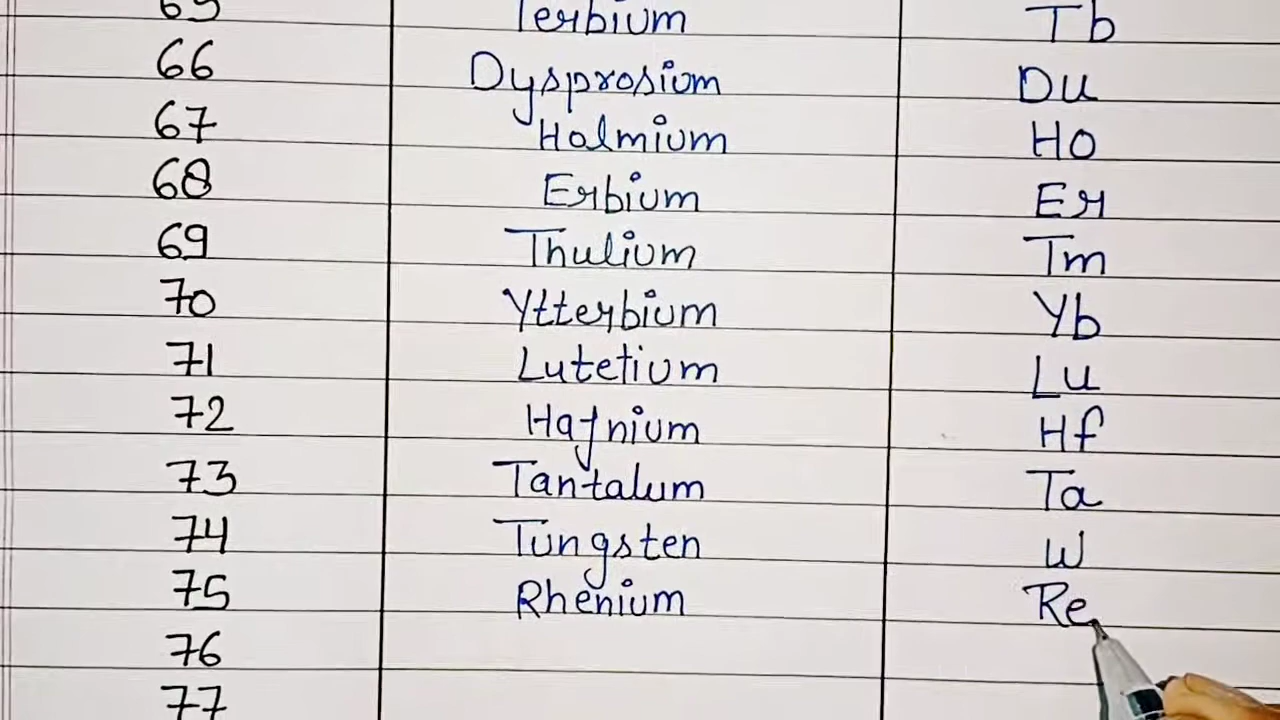 65 Terbium Tb
66 Dysprosium Du
67 Holmium Ho
68 Erbium Er
69 Thulium Tm
70 Ytterbium Yb
71 Lutetium Lu
72 Hafnium Hf
73 Tantalum Ta
74 Tungsten W
75 Rhenium Re
76
77